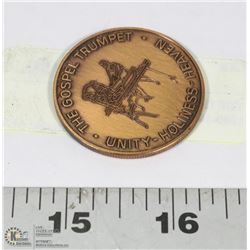 THE GOSPEL TRUMPET • HEAVEN • HOLINESS • UNITY •
15 16